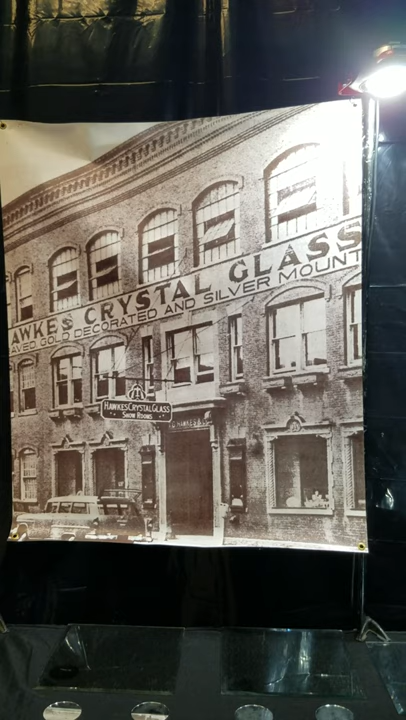 HAWKES CRYSTAL GLASS
AVED GOLD DECORATED AND SILVER MOUNT
HAWKES CRYSTAL GLASS
SHOW ROOMS